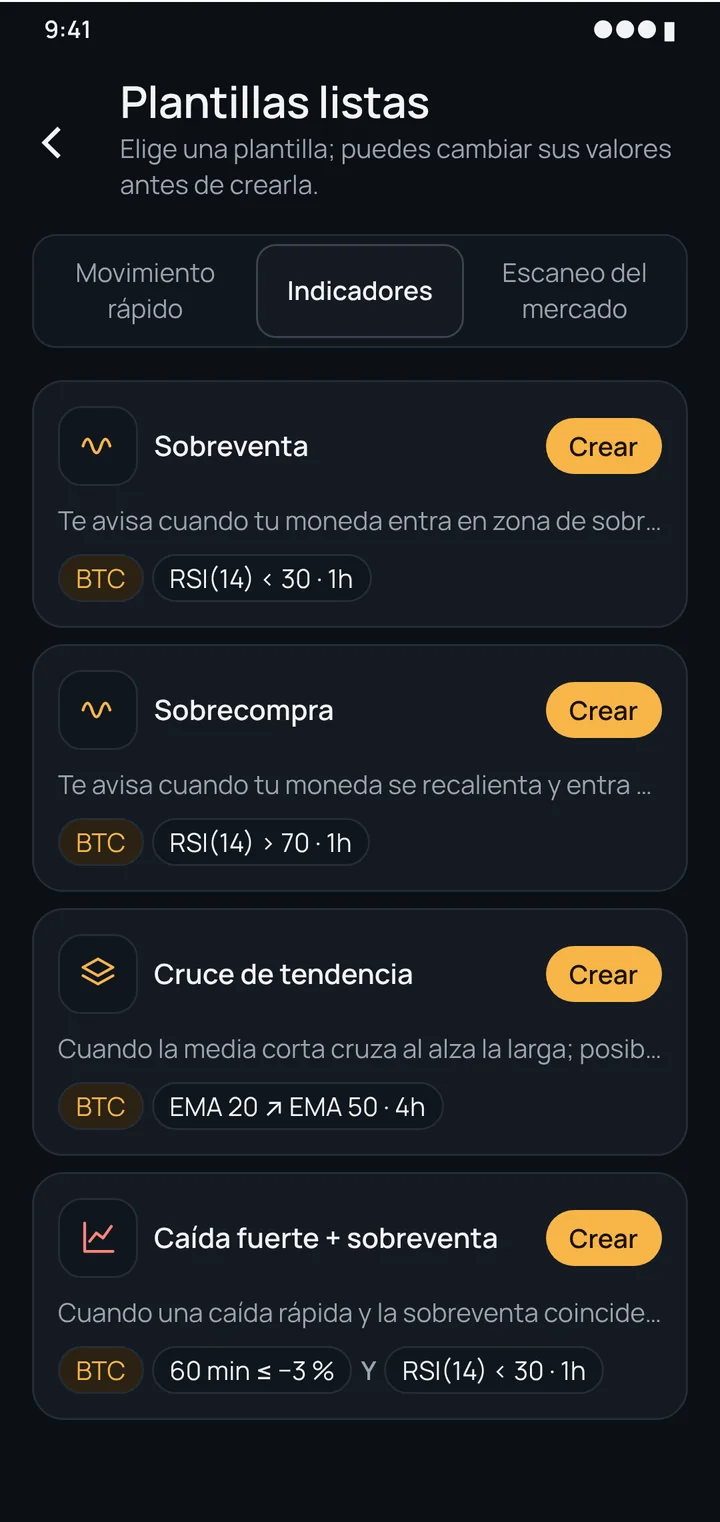 9:41
Plantillas listas
Elige una plantilla; puedes cambiar sus valores
antes de crearla.
Movimiento
rápido
Indicadores
Escaneo del
mercado
Sobreventa
Crear
Te avisa cuando tu moneda entra en zona de sobr...
BTC
RSI(14) < 30 · 1h
Sobrecompra
Crear
Te avisa cuando tu moneda se recalienta y entra ...
BTC
RSI(14) > 70 · 1h
Cruce de tendencia
Crear
Cuando la media corta cruza al alza la larga; posib...
BTC
EMA 20 ↗ EMA 50 · 4h
Caída fuerte + sobreventa
Crear
Cuando una caída rápida y la sobreventa coincide...
BTC
60 min ≤ −3 %
Y
RSI(14) < 30 · 1h